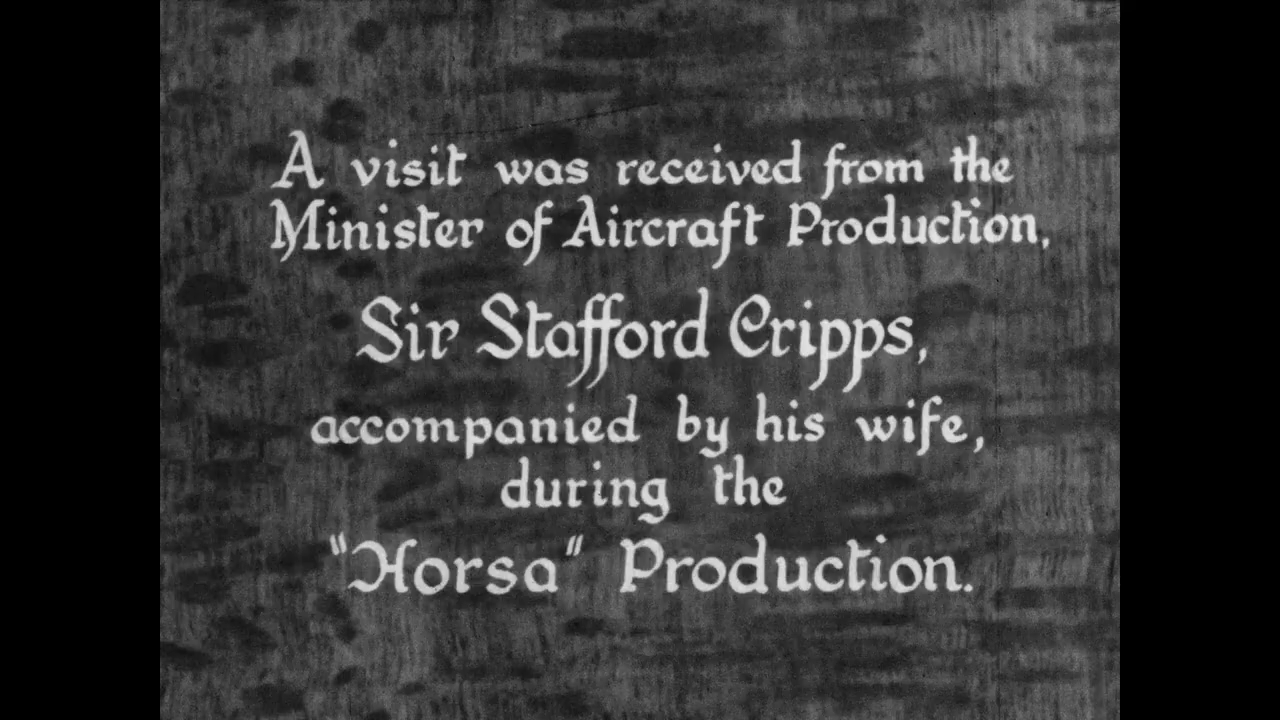 A visit was received from the
Minister of Aircraft Production,
Sir Stafford Cripps,
accompanied by his wife,
during the
"Horsa" Production.